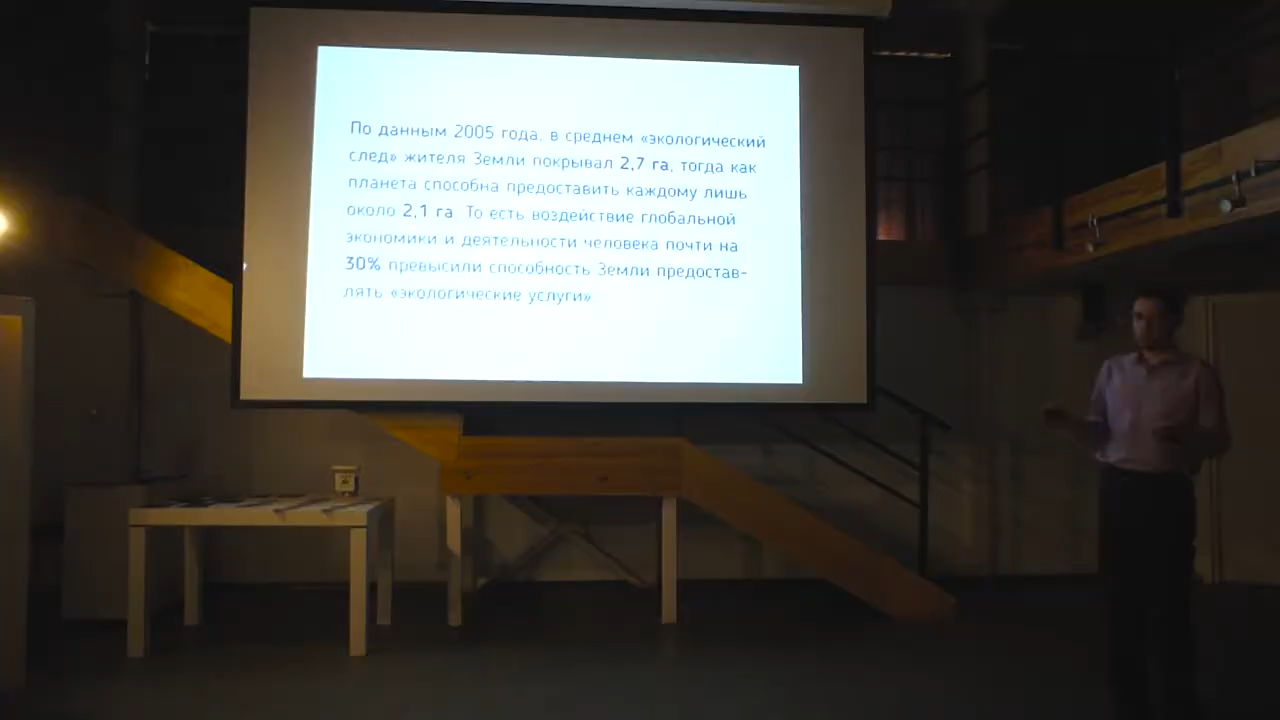 По данным 2005 года, в среднем «экологический
след» жителя Земли покрывал 2,7 га, тогда как
планета способна предоставить каждому лишь
около 2,1 га. То есть воздействие глобальной
экономики и деятельности человека почти на
30% превысили способность Земли предостав-
лять «экологические услуги».